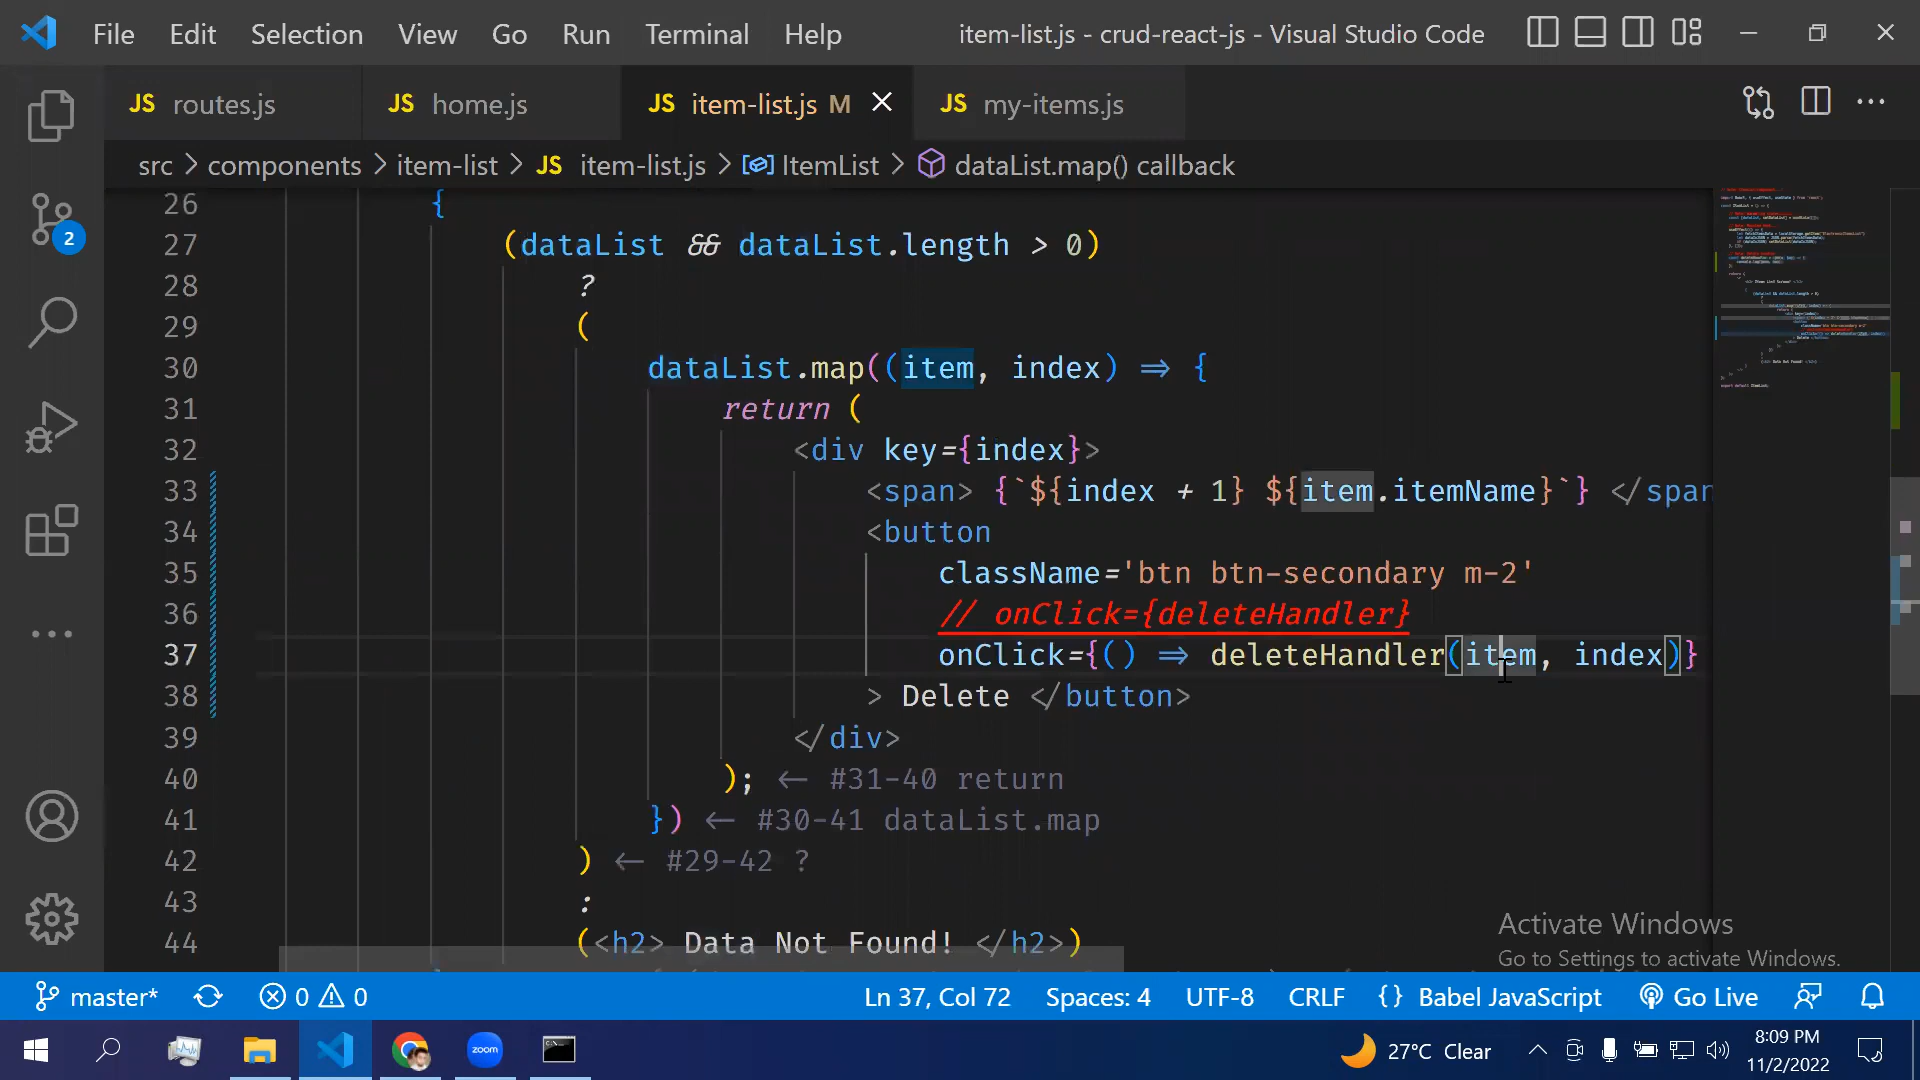 File Edit Selection View Go Run Terminal Help item-list.js - crud-react-js - Visual Studio Code
JS routes.js JS home.js JS item-list.js M JS my-items.js
src > components > item-list > JS item-list.js > ItemList > dataList.map() callback
26 {
27 (dataList && dataList.length > 0)
28 ?
29 (
30 dataList.map((item, index) => {
31 return (
32 <div key={index}>
33 <span> {`${index + 1} ${item.itemName}`} </span
34 <button
35 className='btn btn-secondary m-2'
36 // onClick={deleteHandler}
37 onClick={() => deleteHandler(item, index)}
38 > Delete </button>
39 </div>
40 ); <- #31-40 return
41 }) <- #30-41 dataList.map
42 ) <- #29-42 ?
43 :
44 (<h2> Data Not Found! </h2>)
2
Activate Windows
Go to Settings to activate Windows.
master* 0 0 Ln 37, Col 72 Spaces: 4 UTF-8 CRLF {} Babel JavaScript Go Live
zoom 27°C Clear 8:09 PM
11/2/2022